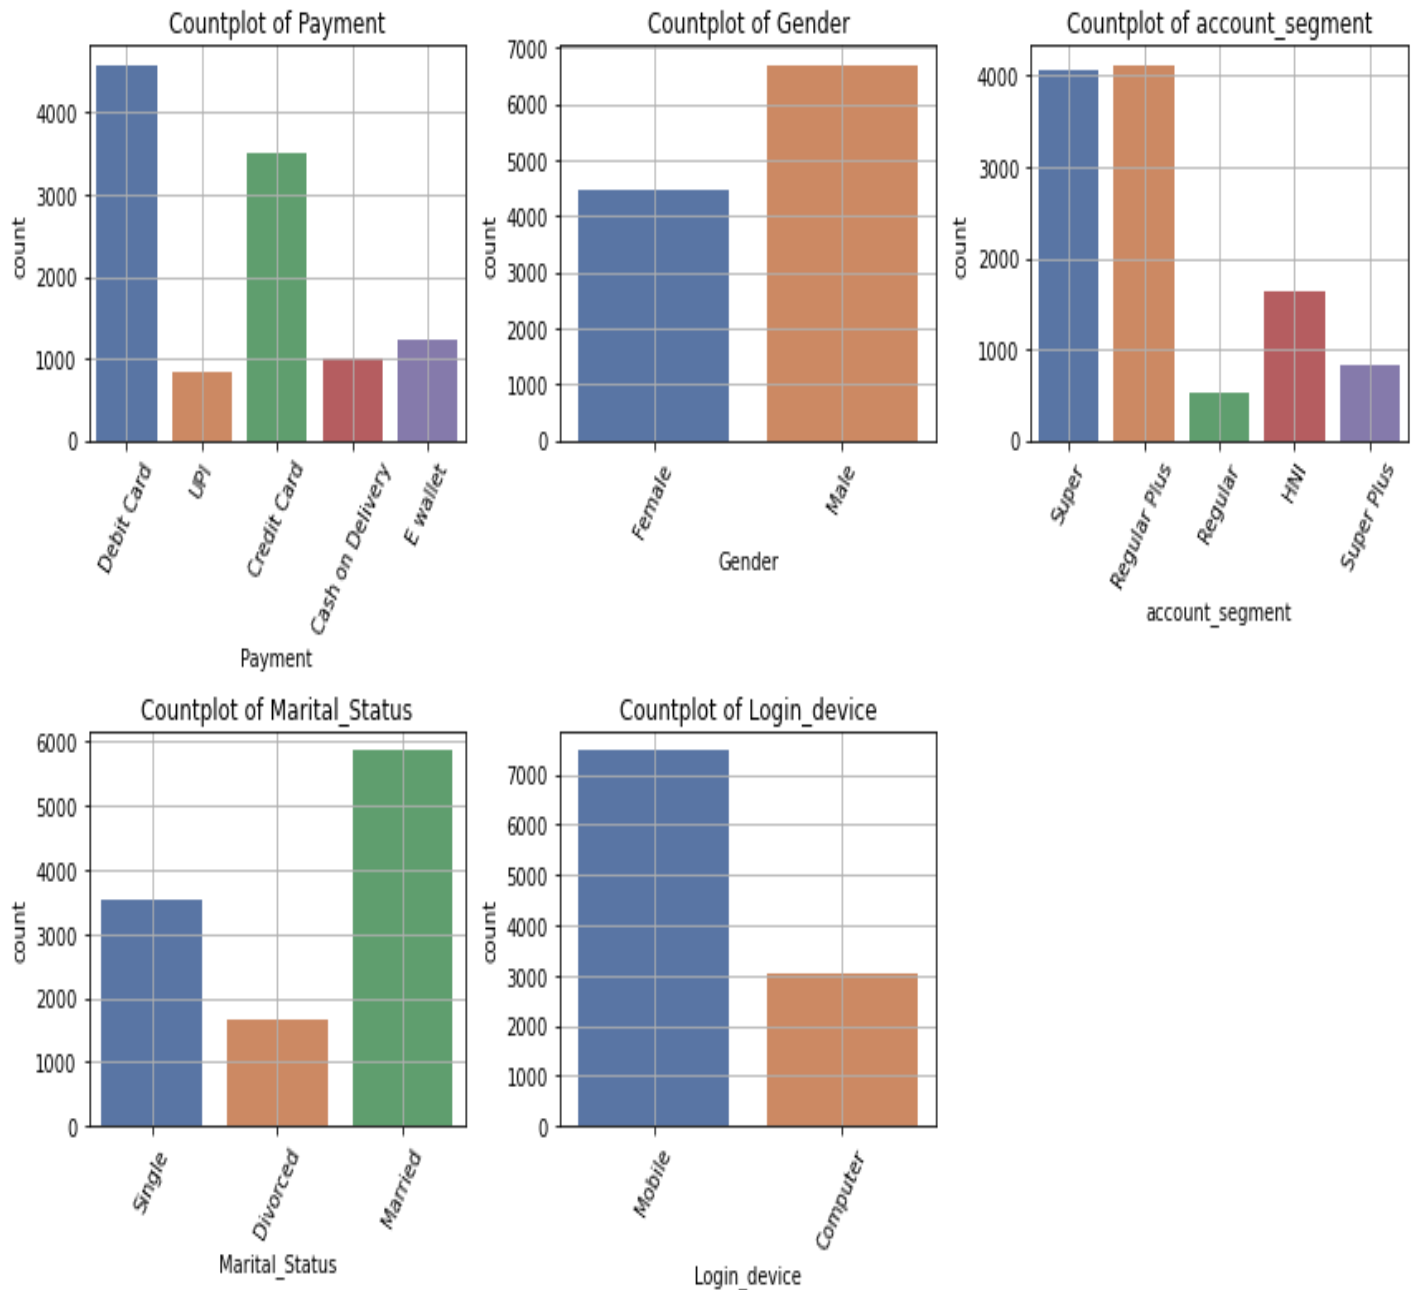 Countplot of Payment
count
4000
3000
2000
1000
0
Debit Card
UPI
Credit Card
Cash on Delivery
E wallet
Payment
Countplot of Gender
count
7000
6000
5000
4000
3000
2000
1000
0
Female
Male
Gender
Countplot of account_segment
count
4000
3000
2000
1000
0
Super
Regular Plus
Regular
HNI
Super Plus
account_segment
Countplot of Marital_Status
count
6000
5000
4000
3000
2000
1000
0
Single
Divorced
Married
Marital_Status
Countplot of Login_device
count
7000
6000
5000
4000
3000
2000
1000
0
Mobile
Computer
Login_device